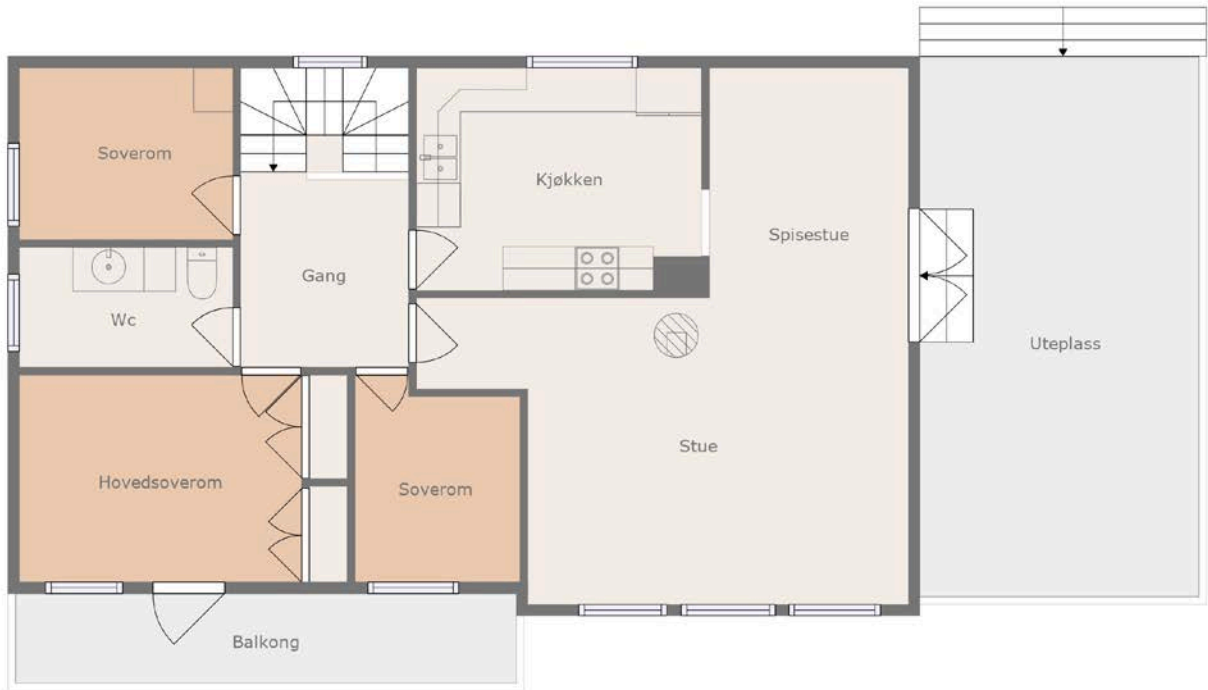 Soverom
Kjøkken
Spisestue
Gang
Wc
Uteplass
Stue
Hovedsoverom
Soverom
Balkong